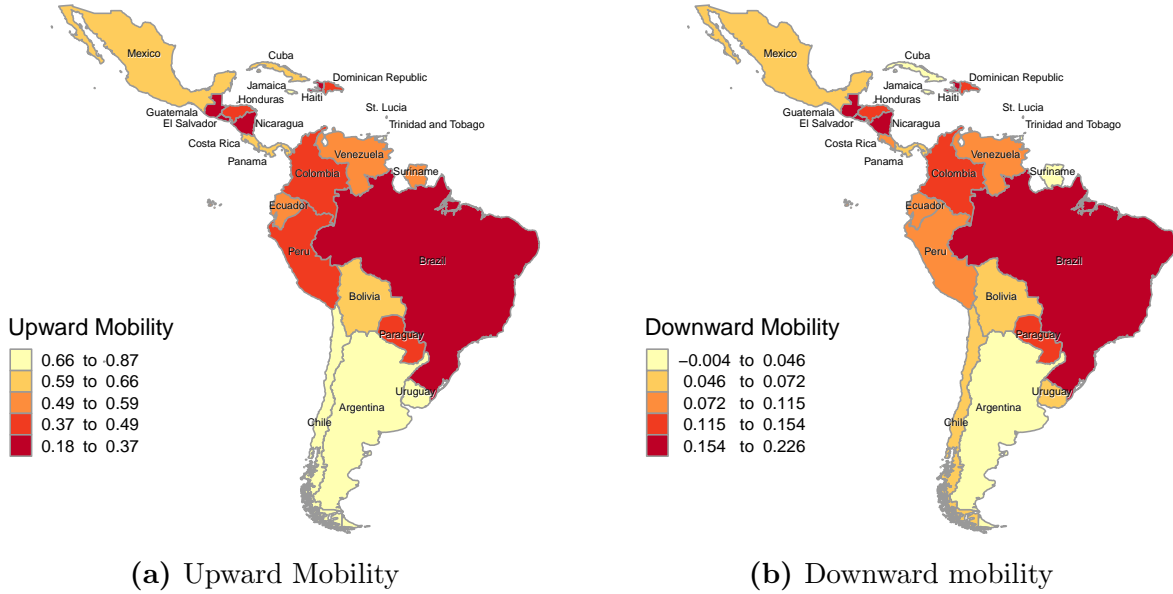 Mexico
Cuba
Jamaica
Dominican Republic
Haiti
Guatemala
Honduras
El Salvador
Nicaragua
St. Lucia
Trinidad and Tobago
Costa Rica
Panama
Venezuela
Colombia
Suriname
Ecuador
Peru
Brazil
Bolivia
Paraguay
Uruguay
Argentina
Chile
Upward Mobility
0.66 to 0.87
0.59 to 0.66
0.49 to 0.59
0.37 to 0.49
0.18 to 0.37
(a) Upward Mobility
Mexico
Cuba
Jamaica
Dominican Republic
Haiti
Guatemala
Honduras
El Salvador
Nicaragua
St. Lucia
Trinidad and Tobago
Costa Rica
Panama
Venezuela
Colombia
Suriname
Ecuador
Peru
Brazil
Bolivia
Paraguay
Uruguay
Argentina
Chile
Downward Mobility
−0.004 to 0.046
0.046 to 0.072
0.072 to 0.115
0.115 to 0.154
0.154 to 0.226
(b) Downward mobility